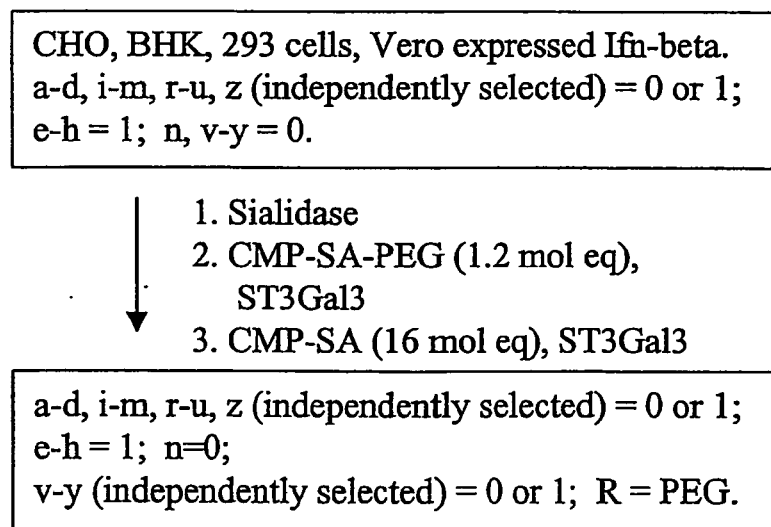 CHO, BHK, 293 cells, Vero expressed Ifn-beta.
a-d, i-m, r-u, z (independently selected) = 0 or 1;
e-h = 1; n, v-y = 0.
1. Sialidase
2. CMP-SA-PEG (1.2 mol eq),
ST3Gal3
3. CMP-SA (16 mol eq), ST3Gal3
a-d, i-m, r-u, z (independently selected) = 0 or 1;
e-h = 1; n=0;
v-y (independently selected) = 0 or 1; R = PEG.